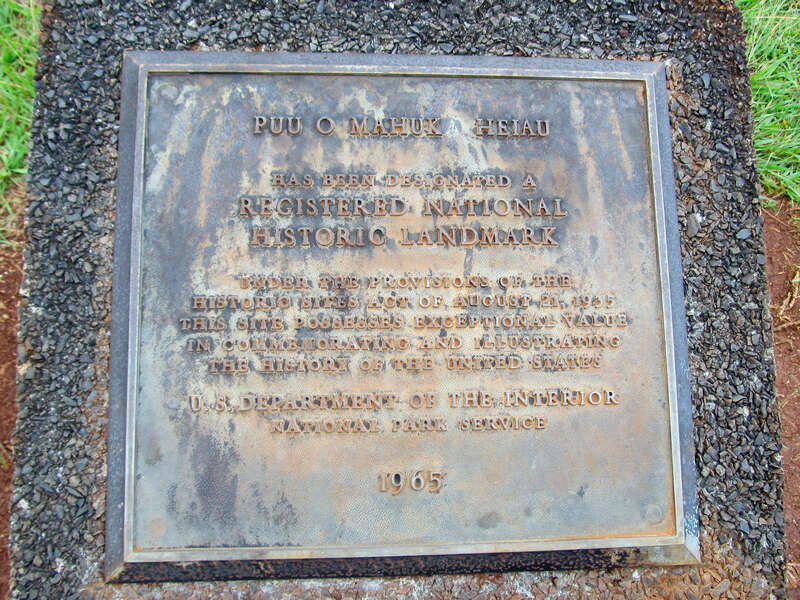 PUU O MAHUKA HEIAU
HAS BEEN DESIGNATED A
REGISTERED NATIONAL
HISTORIC LANDMARK
UNDER THE PROVISIONS OF THE
HISTORIC SITES ACT OF AUGUST 21, 1935
THIS SITE POSSESSES EXCEPTIONAL VALUE
IN COMMEMORATING AND ILLUSTRATING
THE HISTORY OF THE UNITED STATES
U. S. DEPARTMENT OF THE INTERIOR
NATIONAL PARK SERVICE
1965